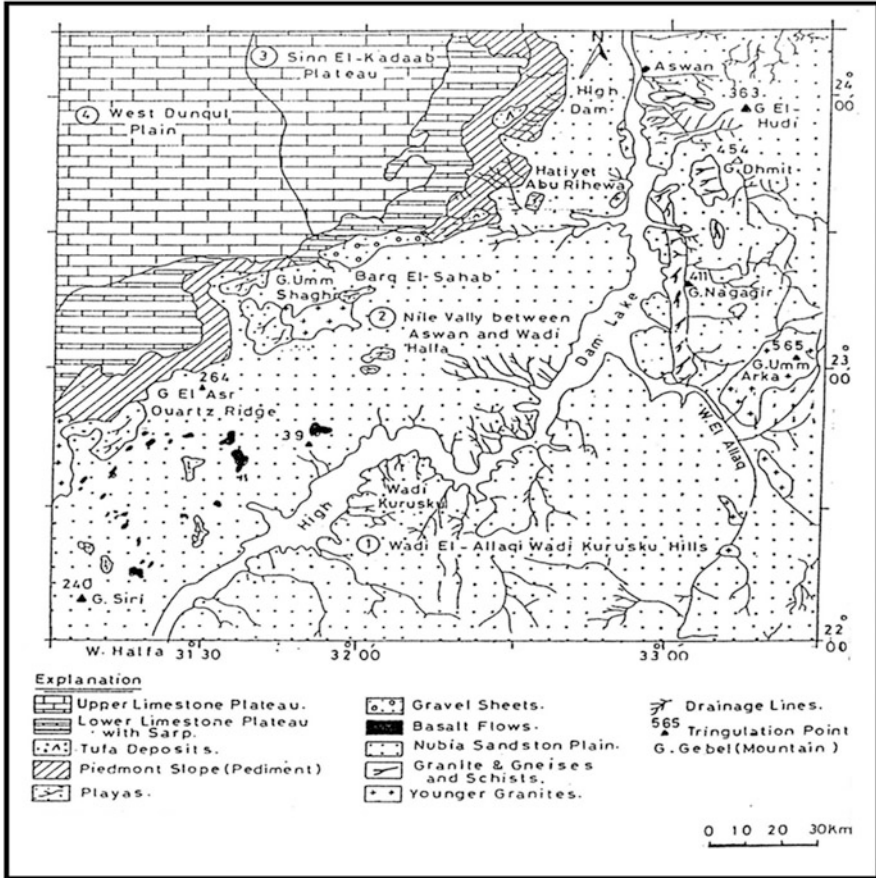 3 Sinn El-Kadaab
Plateau
N
Aswan
24°
00
363
G El-
Hudi
4 West Dunqul
Plain
High
Dam
454
G. Dhmit
Hatiyet
Abu Rihewa
G.Umm
Shaghr
Barq El-Sahab
411
G.Nagagir
2 Nile Vally between
Aswan and Wadi
Halfa
Dam Lake
565
G.Umm
Arka
23°
00
264
G El Asr
Quartz Ridge
W.El Allaq
39
High
Wadi
Kurusku
1 Wadi El-Allaqi Wadi Kurusku Hills
240
G. Siri
22°
00
W. Halfa
31 30
32 00
33 00
Explanation
Upper Limestone Plateau.
Lower Limestone Plateau
with Sarp.
Tufa Deposits.
Piedmont Slope (Pediment)
Playas.
Gravel Sheets.
Basalt Flows.
Nubia Sandston Plain.
Granite & Gneises
and Schists.
Younger Granites.
Drainage Lines.
565
Tringulation Point
G. Gebel (Mountain)
0 10 20 30Km